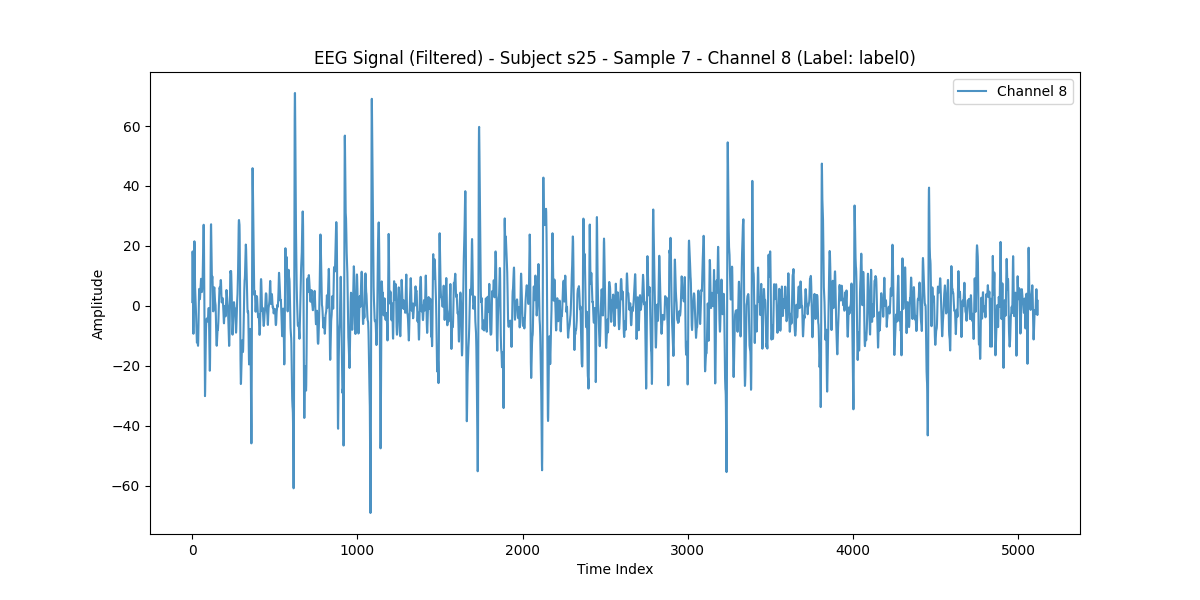 EEG Signal (Filtered) - Subject s25 - Sample 7 - Channel 8 (Label: label0)
Channel 8
60
40
20
0
−20
−40
−60
Amplitude
0 1000 2000 3000 4000 5000
Time Index